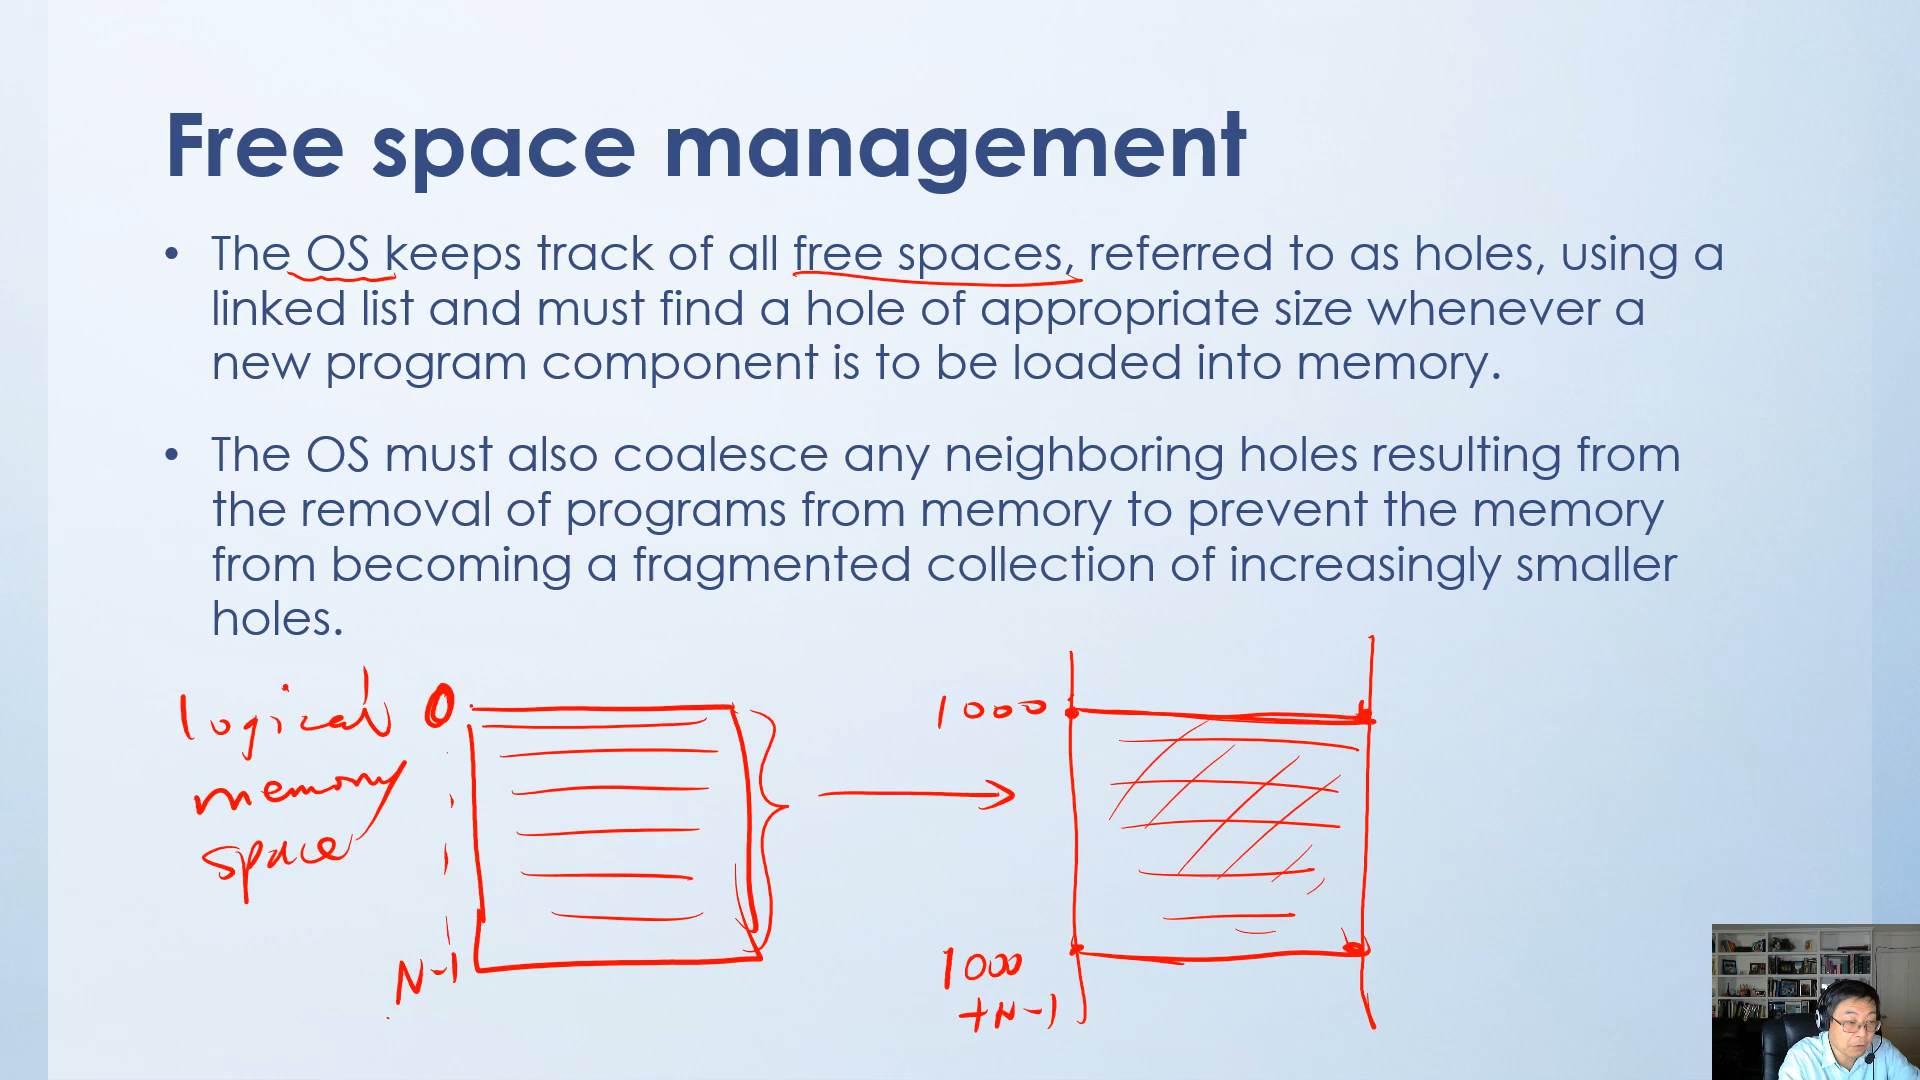 Free space management
• The OS keeps track of all free spaces, referred to as holes, using a
linked list and must find a hole of appropriate size whenever a
new program component is to be loaded into memory.
• The OS must also coalesce any neighboring holes resulting from
the removal of programs from memory to prevent the memory
from becoming a fragmented collection of increasingly smaller
holes.
logical
memory
space
0
N-1
1000
1000
+N-1